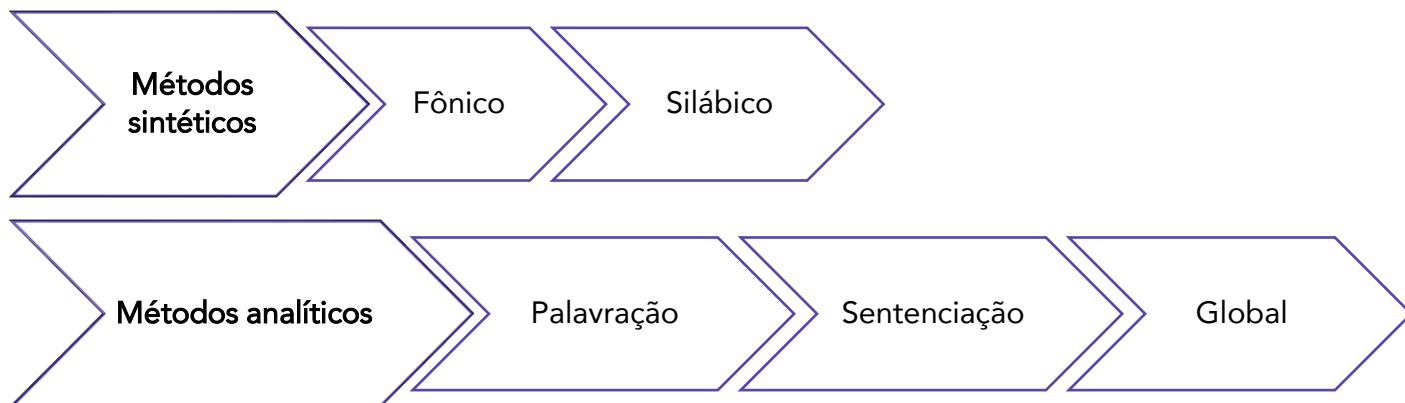 Métodos
sintéticos
Fônico
Silábico
Métodos analíticos
Palavração
Sentenciação
Global